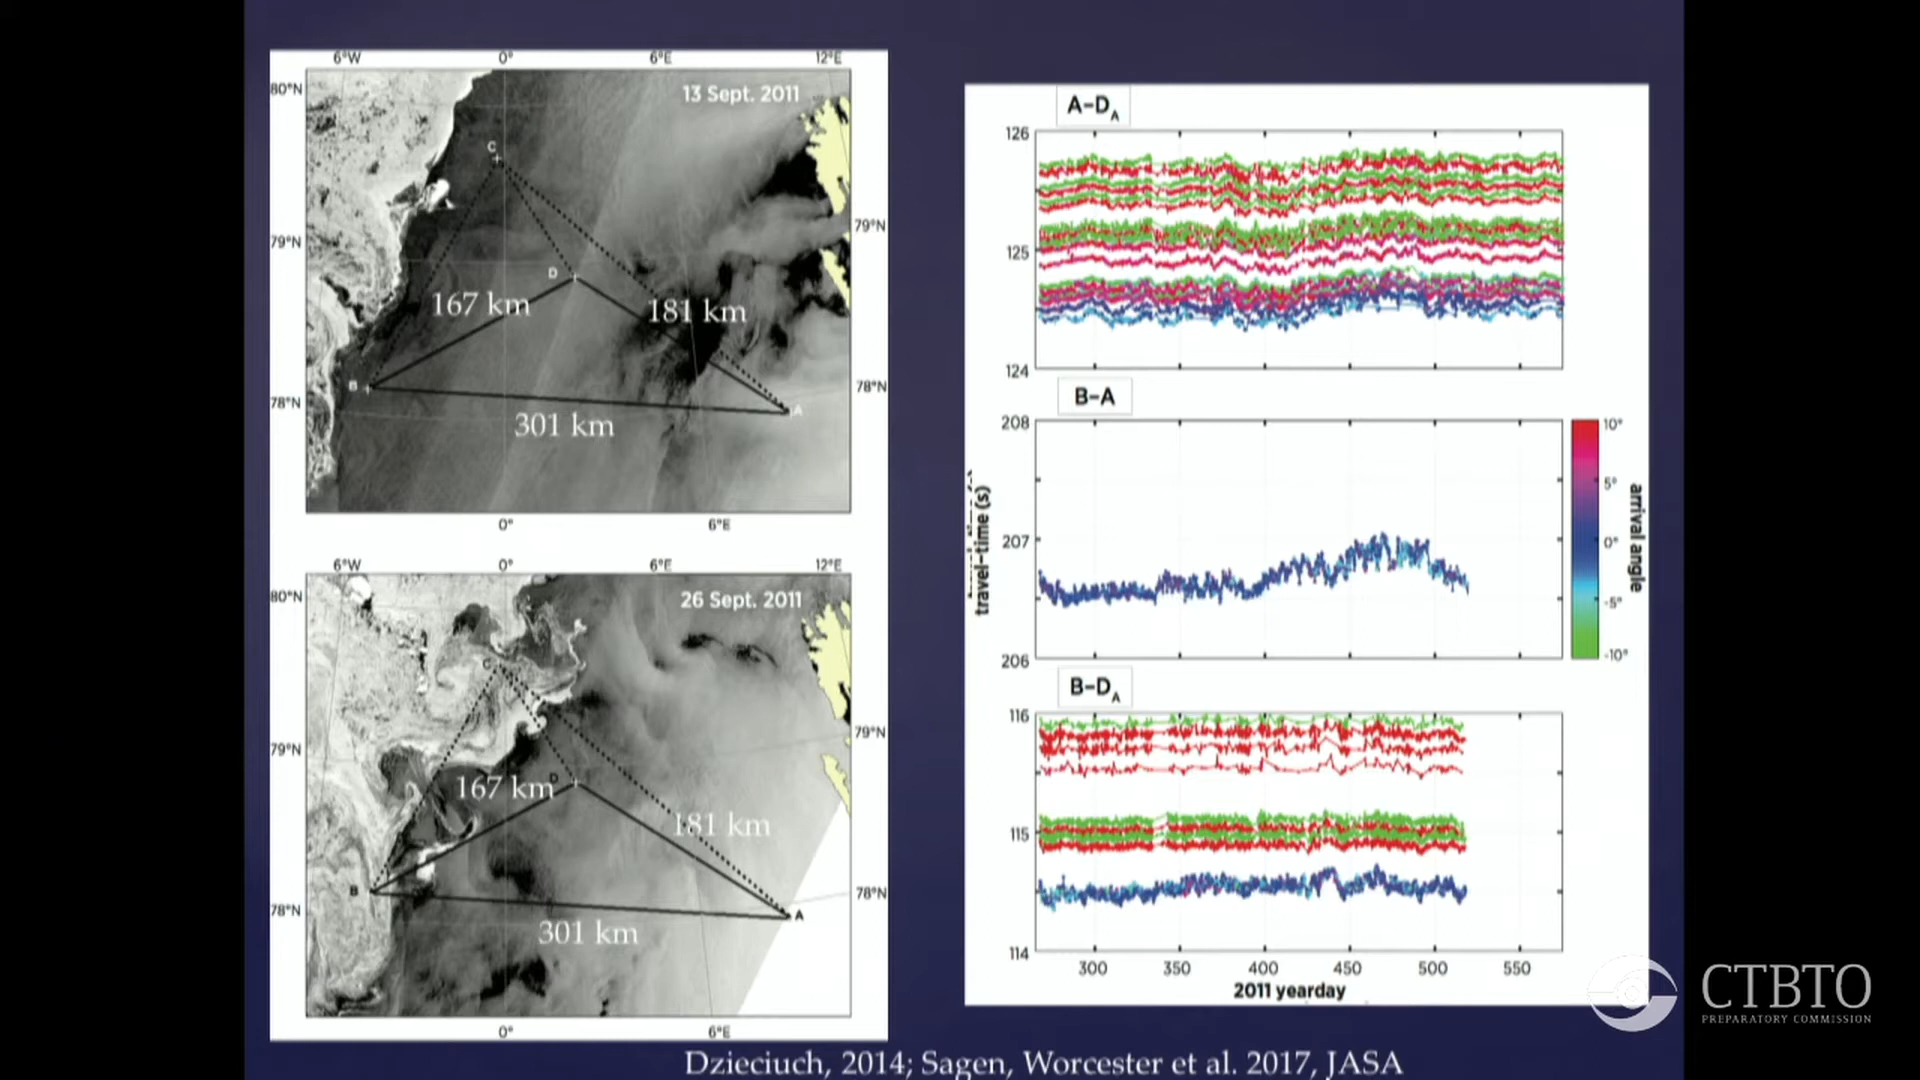 6°W 0° 6°E 12°E
80°N
13 Sept. 2011
C
79°N
79°N
D
167 km
181 km
B
78°N
78°N
A
301 km
0° 6°E
6°W 0° 6°E 12°E
80°N
26 Sept. 2011
C
79°N
79°N
D
167 km
181 km
B
78°N
78°N
A
301 km
0° 6°E
A-D_A
126
125
124
B-A
208
207
206
travel-time (s)
10°
5°
0°
-5°
-10°
arrival angle
B-D_A
116
115
114
300 350 400 450 500 550
2011 yearday
CTBTO
PREPARATORY COMMISSION
Dzieciuch, 2014; Sagen, Worcester et al. 2017, JASA